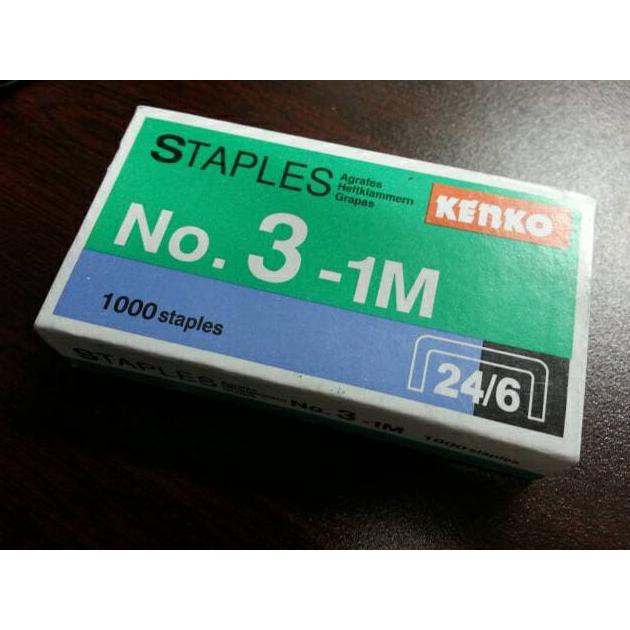 STAPLES
Agrafes
Heftklammern
Grapas
KENKO®
No. 3 -1M
1000 staples
24/6
STAPLES
No. 3 -1M
1000 staples